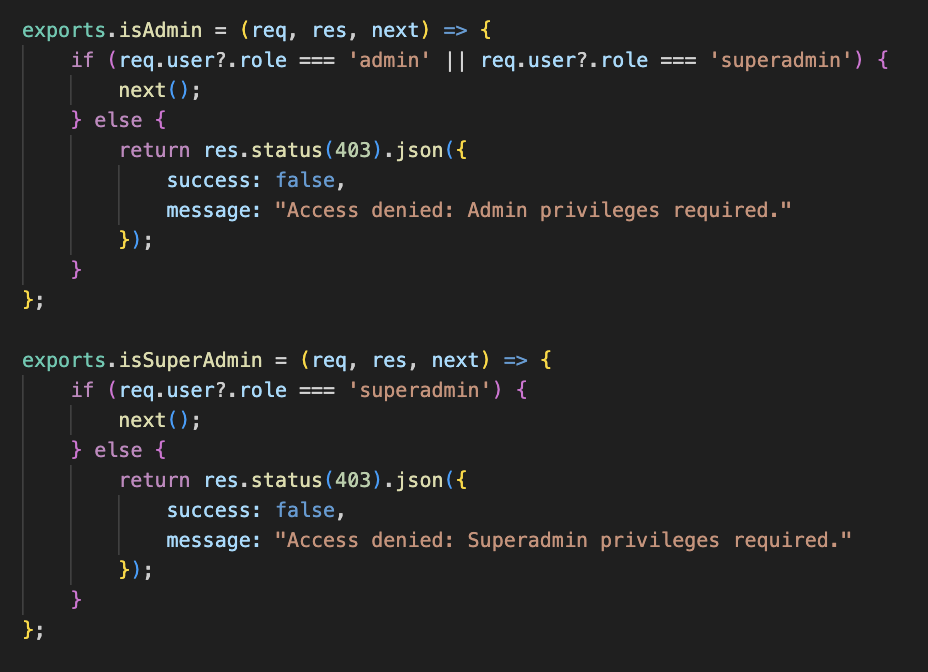 exports.isAdmin = (req, res, next) => {
    if (req.user?.role === 'admin' || req.user?.role === 'superadmin') {
        next();
    } else {
        return res.status(403).json({
            success: false,
            message: "Access denied: Admin privileges required."
        });
    }
};

exports.isSuperAdmin = (req, res, next) => {
    if (req.user?.role === 'superadmin') {
        next();
    } else {
        return res.status(403).json({
            success: false,
            message: "Access denied: Superadmin privileges required."
        });
    }
};